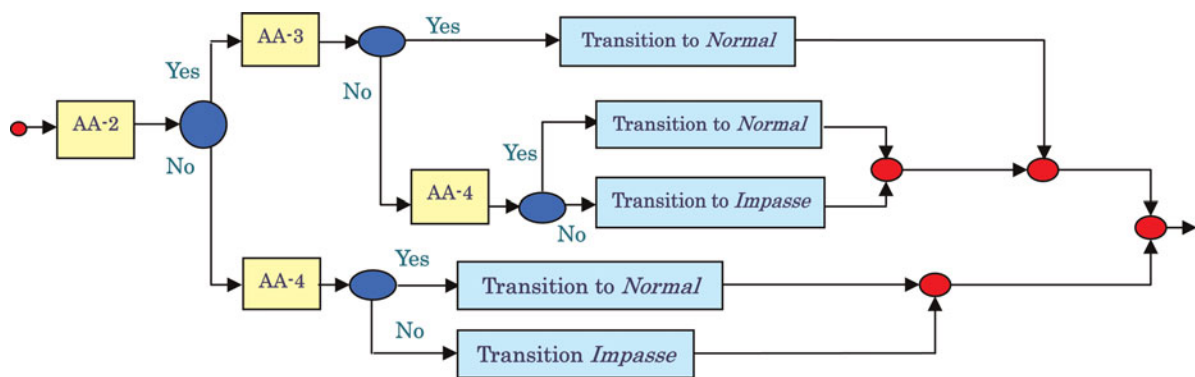 AA-3
Yes
Transition to Normal
Yes
No
AA-2
Transition to Normal
Yes
No
AA-4
Transition to Impasse
No
AA-4
Yes
Transition to Normal
No
Transition Impasse